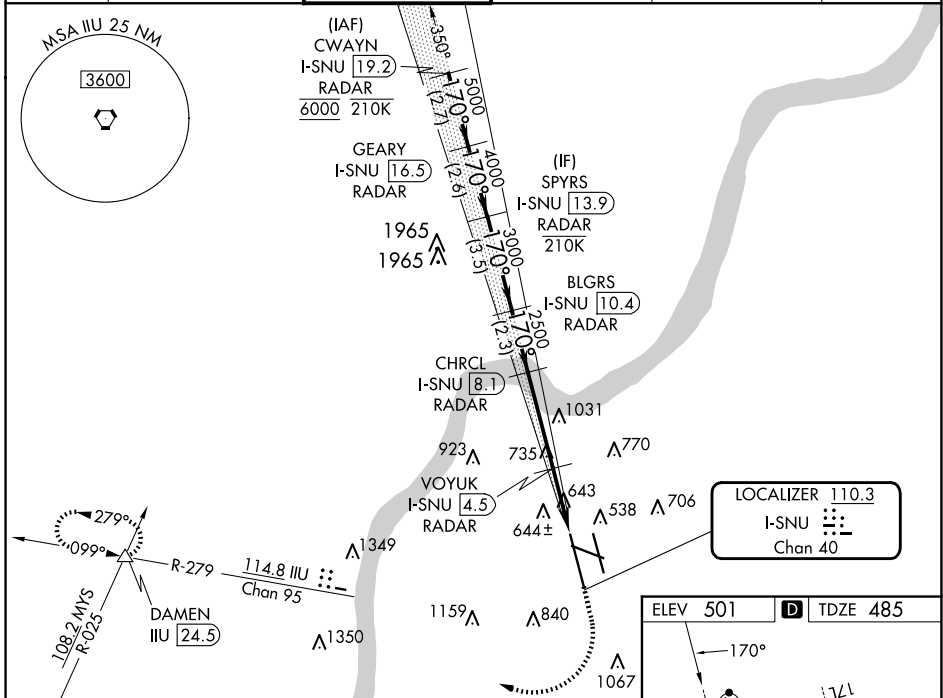 MSA IIU 25 NM
3600
(IAF)
CWAYN
I-SNU 19.2
RADAR
6000 210K
350°
170°
5000
(2.7)
GEARY
I-SNU 16.5
RADAR
170°
4000
(2.6)
(IF)
SPYRS
I-SNU 13.9
RADAR
210K
1965
1965
170°
3000
(3.5)
BLGRS
I-SNU 10.4
RADAR
170°
2500
(2.3)
CHRCL
I-SNU 8.1
RADAR
1031
923
735
770
VOYUK
I-SNU 4.5
RADAR
643
644±
538
706
LOCALIZER 110.3
I-SNU
Chan 40
279°
099°
R-279
114.8 IIU
Chan 95
1349
108.2 MYS
R-025
DAMEN
IIU 24.5
1350
1159
840
1067
ELEV 501 D TDZE 485
170°
17L